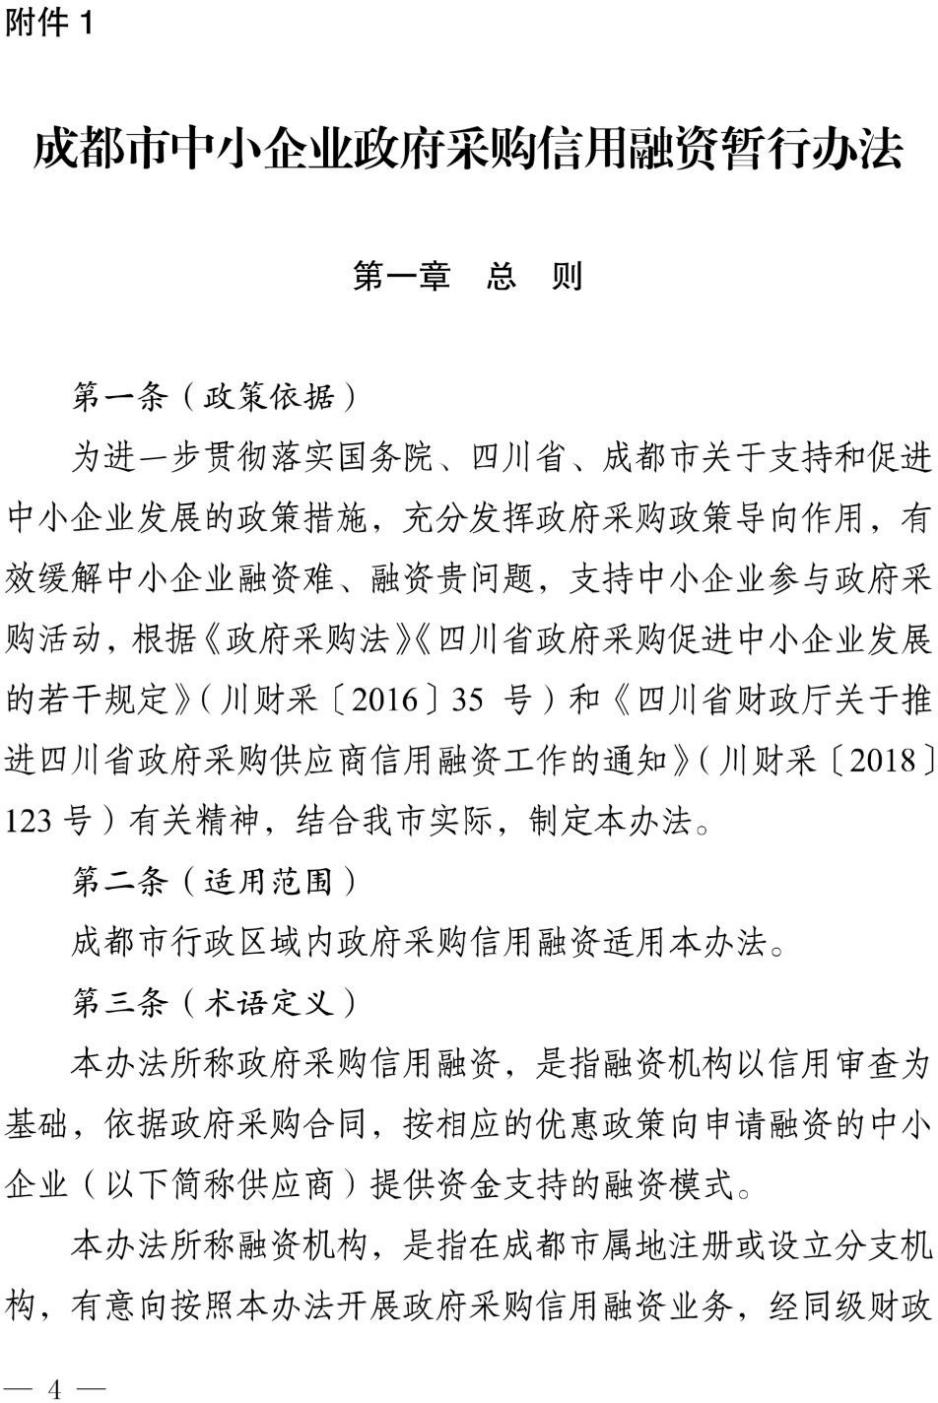 附件 1
成都市中小企业政府采购信用融资暂行办法
第一章 总 则
第一条（政策依据）
为进一步贯彻落实国务院、四川省、成都市关于支持和促进
中小企业发展的政策措施，充分发挥政府采购政策导向作用，有
效缓解中小企业融资难、融资贵问题，支持中小企业参与政府采
购活动，根据《政府采购法》《四川省政府采购促进中小企业发展
的若干规定》（川财采〔2016〕35 号）和《四川省财政厅关于推
进四川省政府采购供应商信用融资工作的通知》（川财采〔2018〕
123 号）有关精神，结合我市实际，制定本办法。
第二条（适用范围）
成都市行政区域内政府采购信用融资适用本办法。
第三条（术语定义）
本办法所称政府采购信用融资，是指融资机构以信用审查为
基础，依据政府采购合同，按相应的优惠政策向申请融资的中小
企业（以下简称供应商）提供资金支持的融资模式。
本办法所称融资机构，是指在成都市属地注册或设立分支机
构，有意向按照本办法开展政府采购信用融资业务，经同级财政
— 4 —